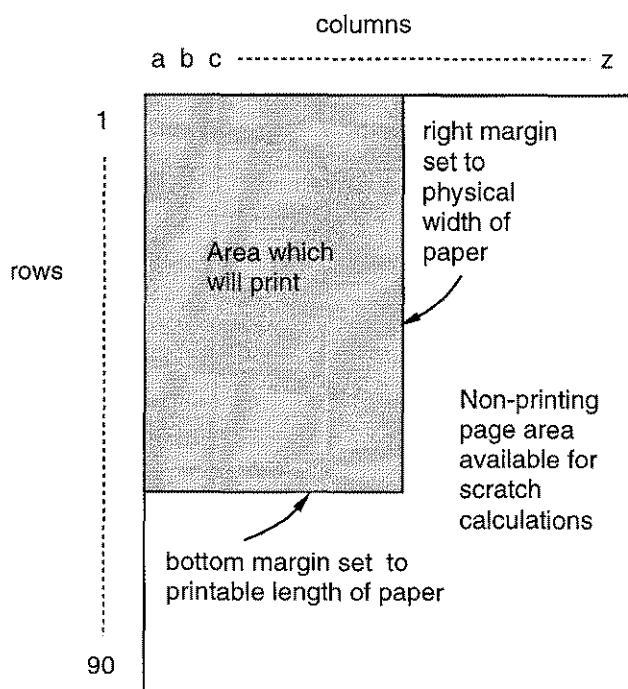 columns
a b c z
1
right margin
set to
physical
width of
paper
Area which
will print
rows
Non-printing
page area
available for
scratch
calculations
bottom margin set to
printable length of paper
90